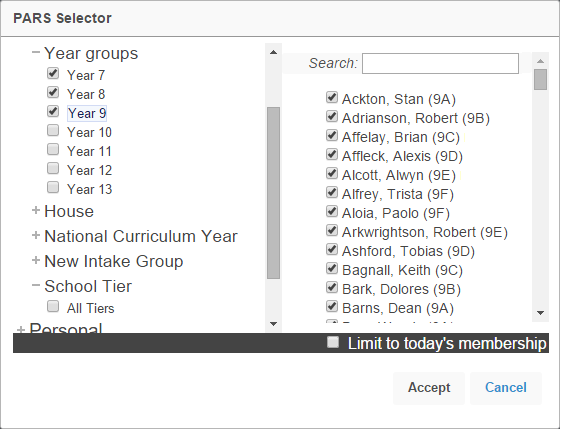 PARS Selector
Year groups
Year 7
Year 8
Year 9
Year 10
Year 11
Year 12
Year 13
House
National Curriculum Year
New Intake Group
School Tier
All Tiers
Personal
Search:
Ackton, Stan (9A)
Adrianson, Robert (9B)
Affelay, Brian (9C)
Affleck, Alexis (9D)
Alcott, Alwyn (9E)
Alfrey, Trista (9F)
Aloia, Paolo (9F)
Arkwrightson, Robert (9E)
Ashford, Tobias (9D)
Bagnall, Keith (9C)
Bark, Dolores (9B)
Barns, Dean (9A)
Limit to today's membership
Accept
Cancel